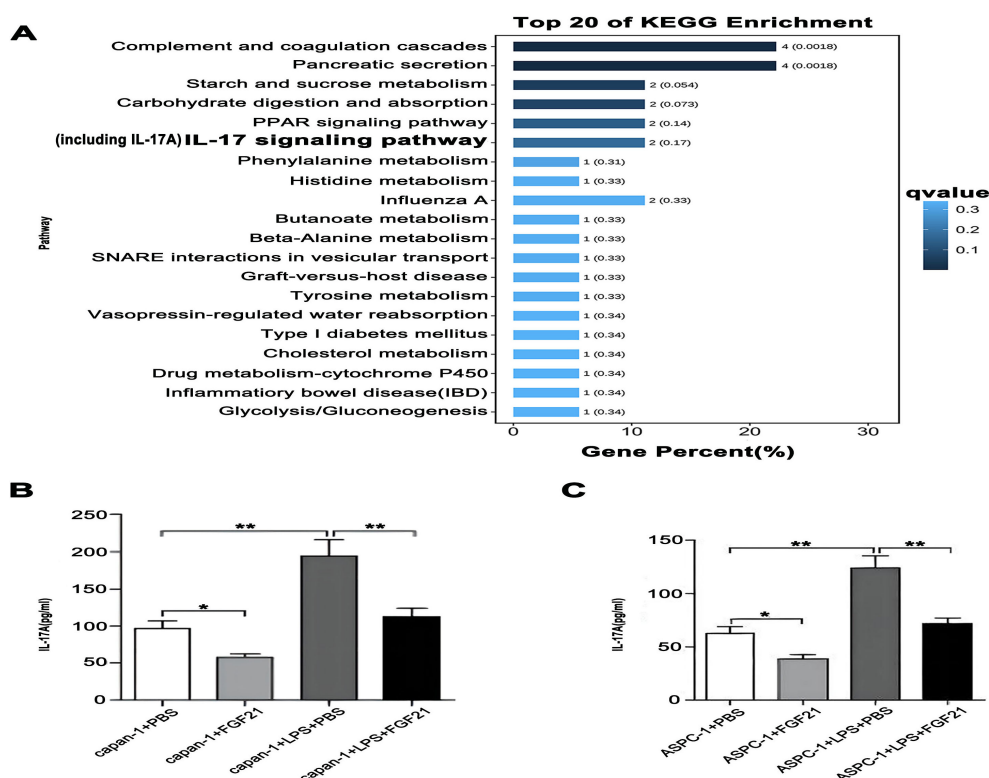 A
Top 20 of KEGG Enrichment
Complement and coagulation cascades 4 (0.0018)
Pancreatic secretion 4 (0.0018)
Starch and sucrose metabolism 2 (0.054)
Carbohydrate digestion and absorption 2 (0.073)
PPAR signaling pathway 2 (0.14)
(including IL-17A) IL-17 signaling pathway 2 (0.17)
Phenylalanine metabolism 1 (0.31)
Histidine metabolism 1 (0.33)
Influenza A 2 (0.33)
Butanoate metabolism 1 (0.33)
Beta-Alanine metabolism 1 (0.33)
SNARE interactions in vesicular transport 1 (0.33)
Graft-versus-host disease 1 (0.33)
Tyrosine metabolism 1 (0.33)
Vasopressin-regulated water reabsorption 1 (0.34)
Type I diabetes mellitus 1 (0.34)
Cholesterol metabolism 1 (0.34)
Drug metabolism-cytochrome P450 1 (0.34)
Inflammatiory bowel disease(IBD) 1 (0.34)
Glycolysis/Gluconeogenesis 1 (0.34)
Pathway
0 10 20 30
Gene Percent(%)
qvalue
0.3
0.2
0.1
B
IL-17A(pg/ml)
250
200
150
100
50
0
* ** **
capan-1+PBS
capan-1+FGF21
capan-1+LPS+PBS
capan-1+LPS+FGF21
C
IL-17A(pg/ml)
150
100
50
0
* ** **
ASPC-1+PBS
ASPC-1+FGF21
ASPC-1+LPS+PBS
ASPC-1+LPS+FGF21